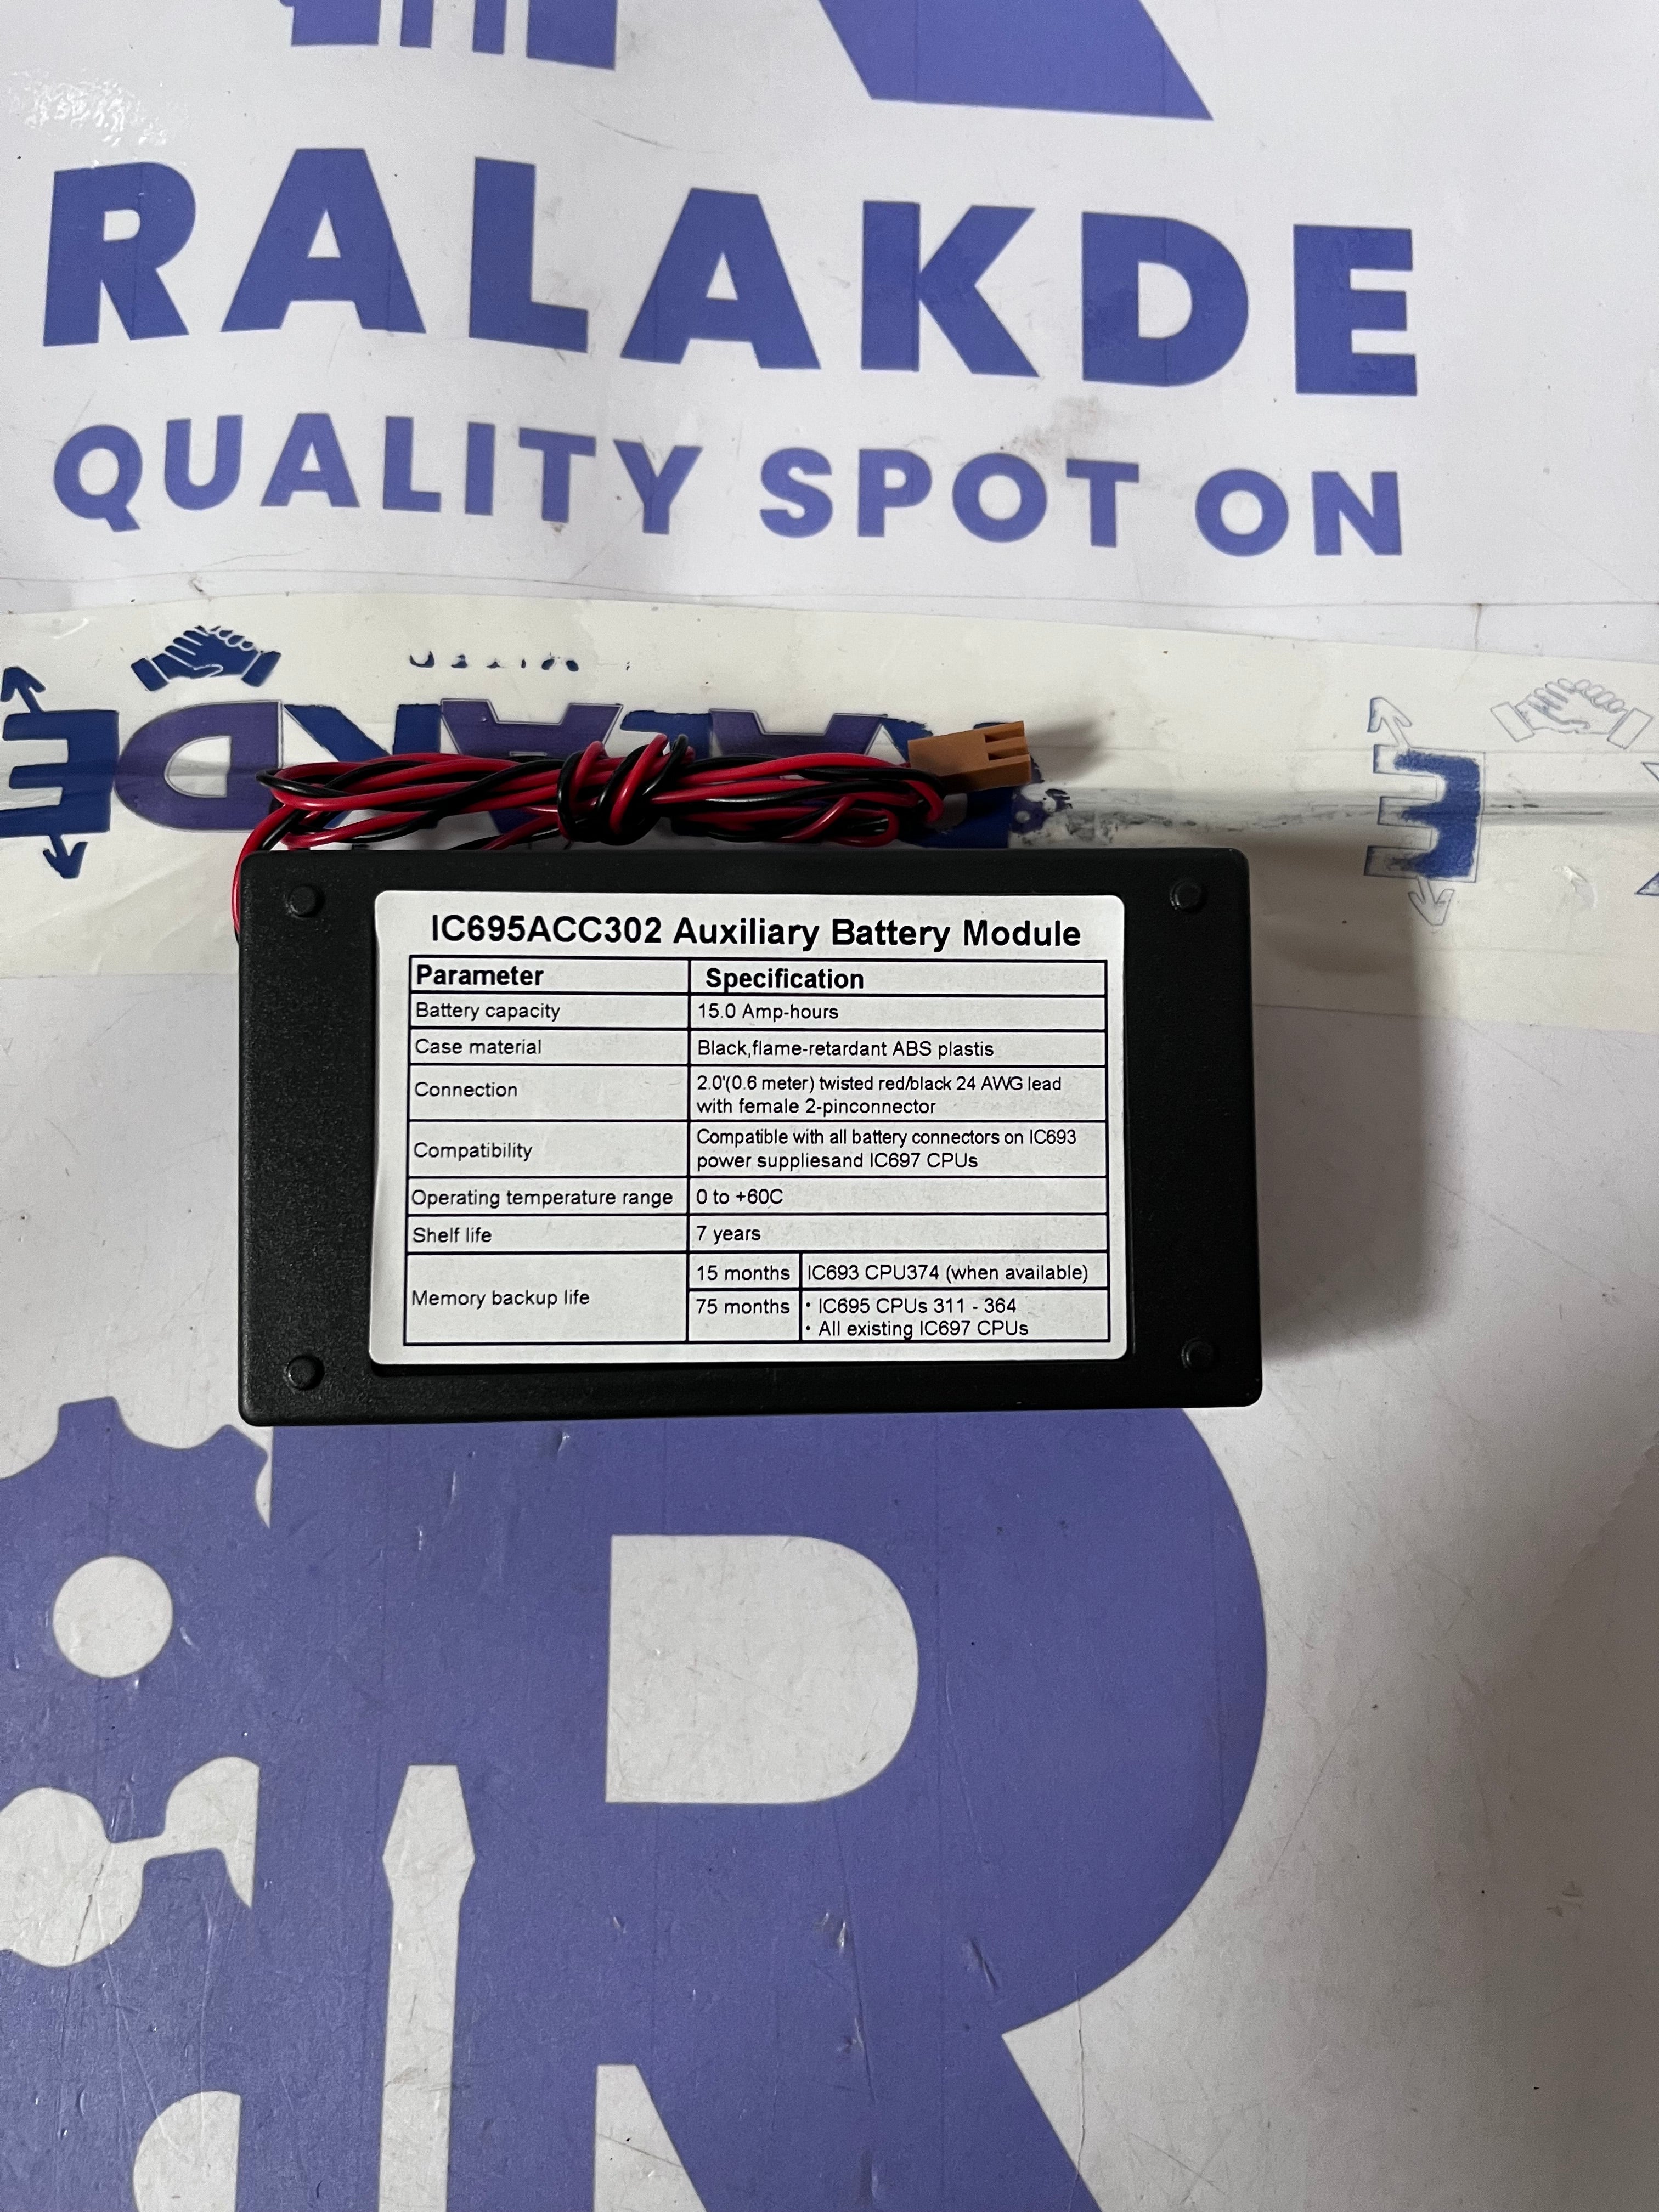 RALAKDE
QUALITY SPOT ON
RALAKDE
IC695ACC302 Auxiliary Battery Module
Parameter Specification
Battery capacity 15.0 Amp-hours
Case material Black,flame-retardant ABS plastis
Connection 2.0'(0.6 meter) twisted red/black 24 AWG lead
with female 2-pinconnector
Compatibility Compatible with all battery connectors on IC693
power suppliesand IC697 CPUs
Operating temperature range 0 to +60C
Shelf life 7 years
Memory backup life 15 months IC693 CPU374 (when available)
75 months • IC695 CPUs 311 - 364
• All existing IC697 CPUs